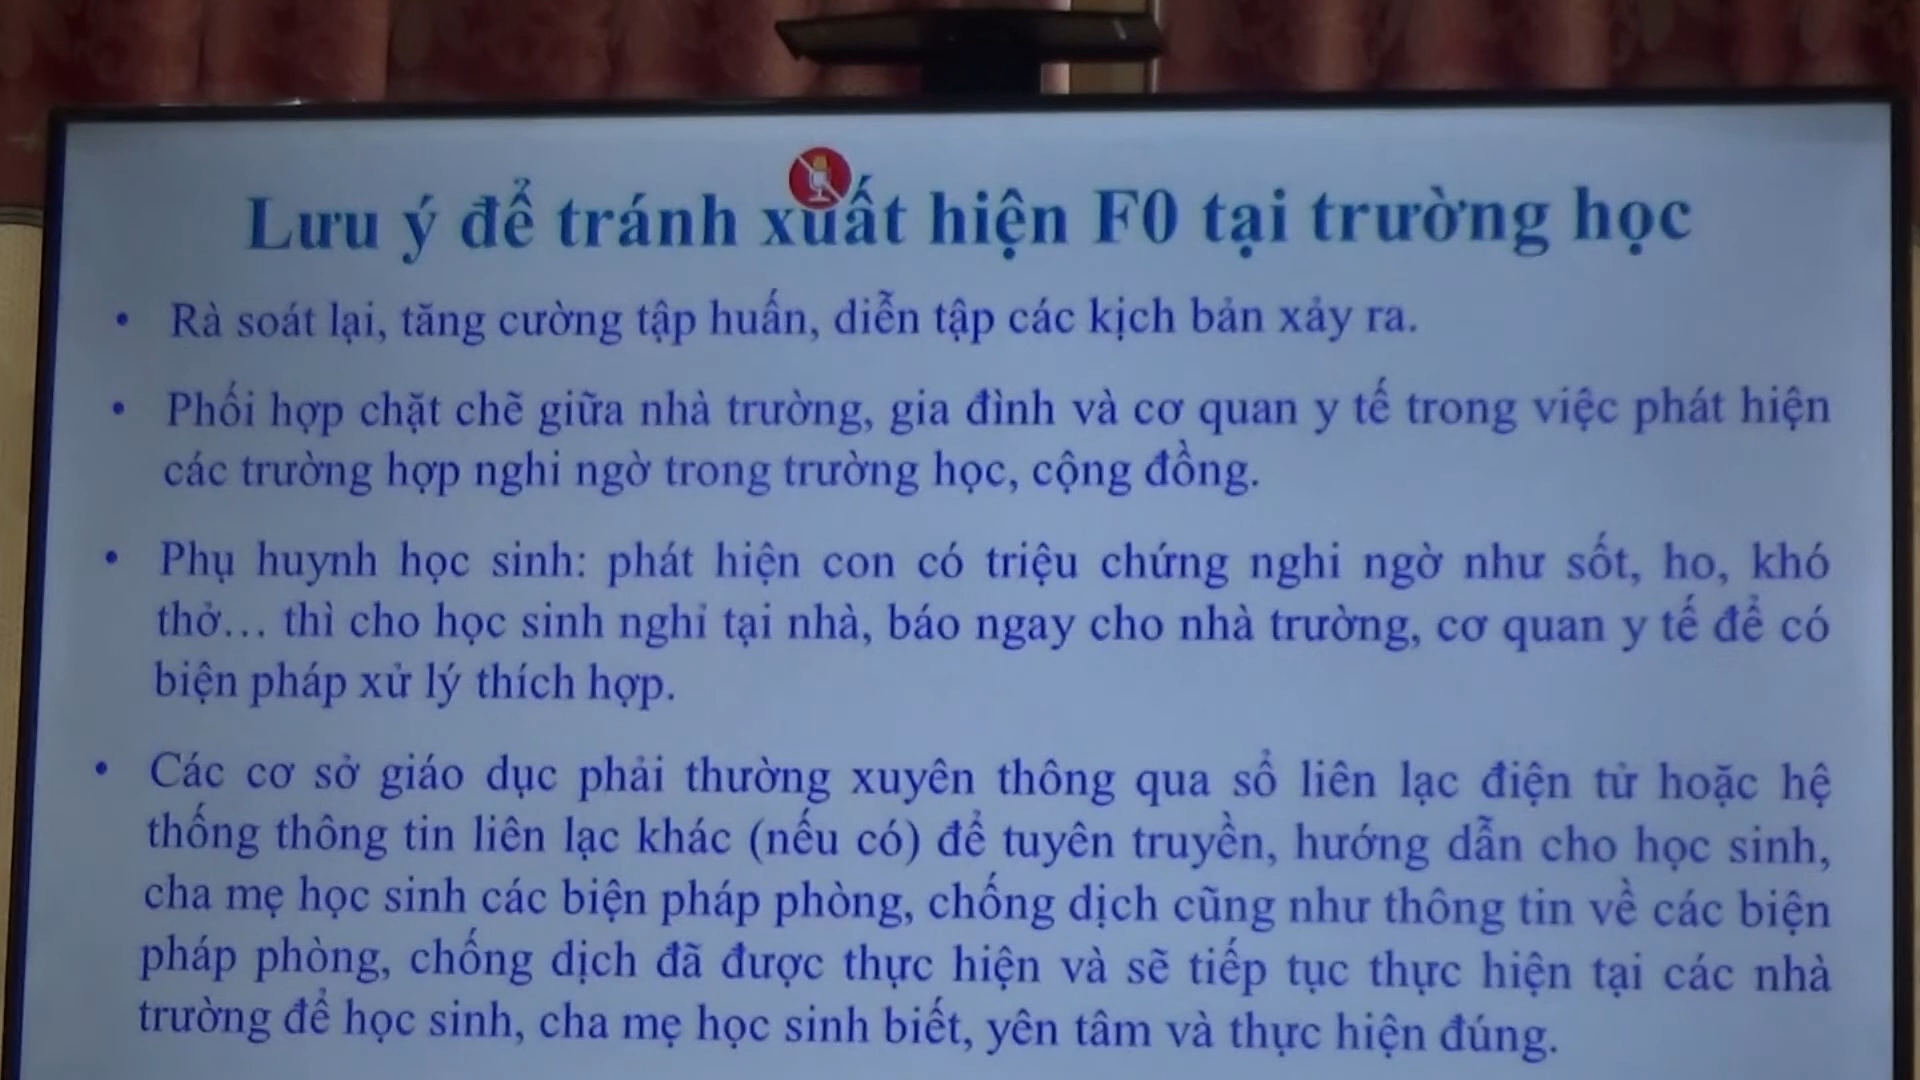 Lưu ý để tránh xuất hiện F0 tại trường học
• Rà soát lại, tăng cường tập huấn, diễn tập các kịch bản xảy ra.
• Phối hợp chặt chẽ giữa nhà trường, gia đình và cơ quan y tế trong việc phát hiện
các trường hợp nghi ngờ trong trường học, cộng đồng.
• Phụ huynh học sinh: phát hiện con có triệu chứng nghi ngờ như sốt, ho, khó
thở... thì cho học sinh nghỉ tại nhà, báo ngay cho nhà trường, cơ quan y tế để có
biện pháp xử lý thích hợp.
• Các cơ sở giáo dục phải thường xuyên thông qua sổ liên lạc điện tử hoặc hệ
thống thông tin liên lạc khác (nếu có) để tuyên truyền, hướng dẫn cho học sinh,
cha mẹ học sinh các biện pháp phòng, chống dịch cũng như thông tin về các biện
pháp phòng, chống dịch đã được thực hiện và sẽ tiếp tục thực hiện tại các nhà
trường để học sinh, cha mẹ học sinh biết, yên tâm và thực hiện đúng.